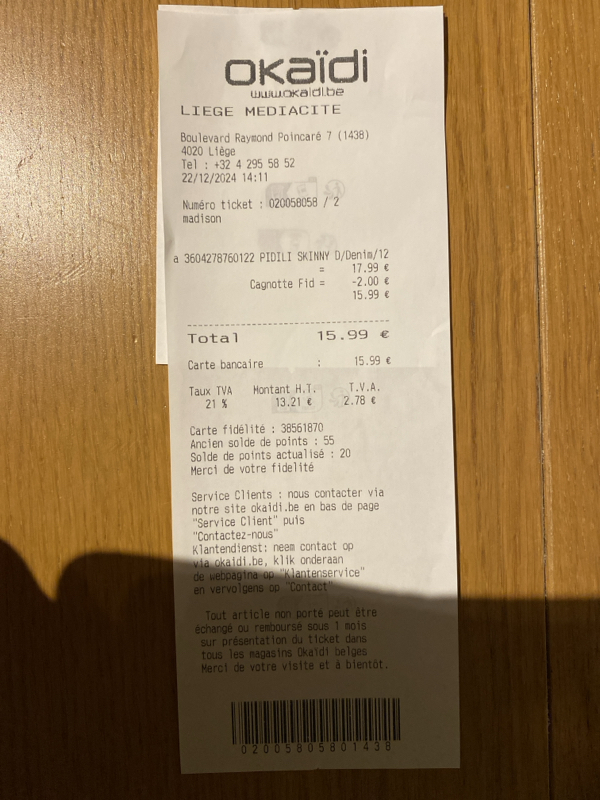 okaïdi
www.okaidi.be
LIEGE MEDIACITE
Boulevard Raymond Poincaré 7 (1438)
4020 Liège
Tel : +32 4 295 58 52
22/12/2024 14:11
Numéro ticket : 020058058 / 2
madison
a 3604278760122 PIDILI SKINNY D/Denim/12
= 17.99 €
Cagnotte Fid = -2.00 €
15.99 €
Total 15.99 €
Carte bancaire : 15.99 €
Taux TVA Montant H.T. T.V.A.
21 % 13.21 € 2.78 €
Carte fidélité : 38561870
Ancien solde de points : 55
Solde de points actualisé : 20
Merci de votre fidelité
Service Clients : nous contacter via
notre site okaidi.be en bas de page
"Service Client" puis
"Contactez-nous"
Klantendienst: neem contact op
via okaidi.be, klik onderaan
de webpagina op "Klantenservice"
en vervolgens op "Contact"
Tout article non porté peut être
échangé ou remboursé sous 1 mois
sur présentation du ticket dans
tous les magasins Okaïdi belges
Merci de votre visite et à bientôt.
02005805801438